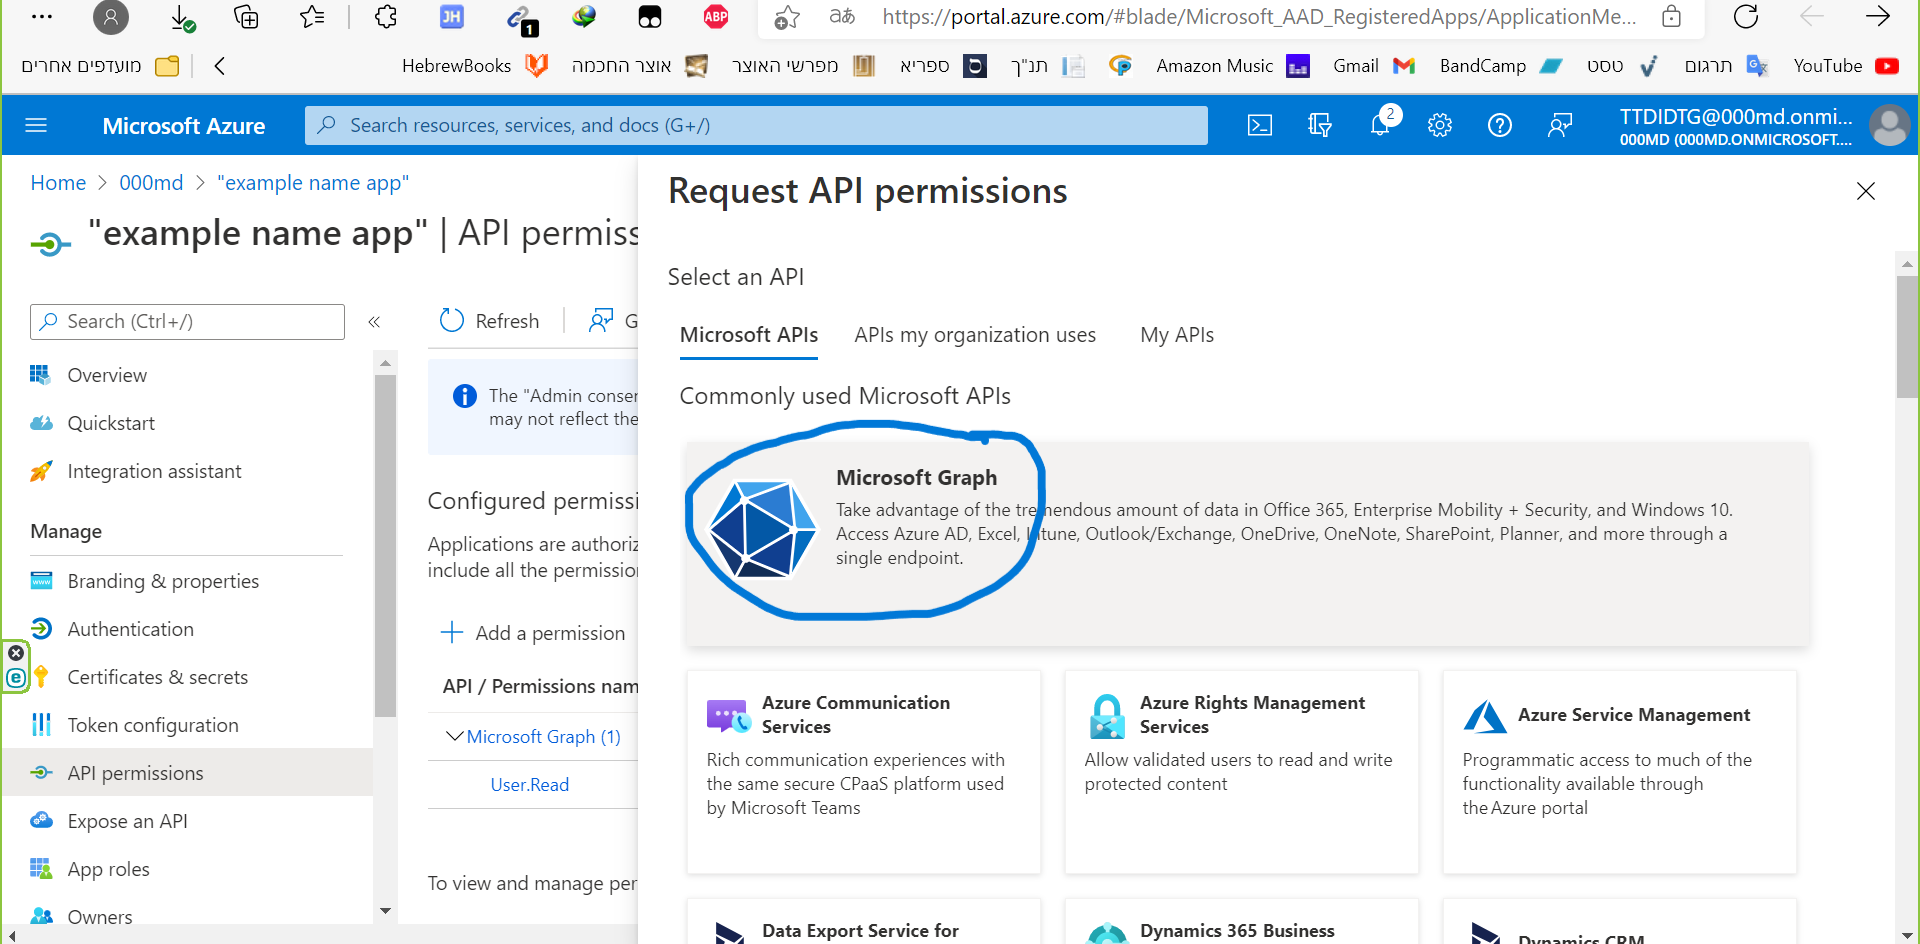 https://portal.azure.com/#blade/Microsoft_AAD_RegisteredApps/ApplicationMe...
あa
JH
1
ABP
מועדפים אחרים
HebrewBooks
אוצר החכמה
מפרשי האוצר
ספריא
תנ"ך
Amazon Music
Gmail
BandCamp
טסט
תרגום
YouTube
Microsoft Azure
Search resources, services, and docs (G+/)
2
TTDIDTG@000md.onmi...
000MD (000MD.ONMICROSOFT....
Home > 000md > "example name app"
"example name app" | API permiss
Search (Ctrl+/)
Overview
Quickstart
Integration assistant
Manage
Branding & properties
Authentication
Certificates & secrets
Token configuration
API permissions
Expose an API
App roles
Owners
Refresh
G
The "Admin conser
may not reflect the
Configured permissi
Applications are authoriz
include all the permission
Add a permission
API / Permissions nam
Microsoft Graph (1)
User.Read
To view and manage per
Request API permissions
Select an API
Microsoft APIs
APIs my organization uses
My APIs
Commonly used Microsoft APIs
Microsoft Graph
Take advantage of the tremendous amount of data in Office 365, Enterprise Mobility + Security, and Windows 10.
Access Azure AD, Excel, Intune, Outlook/Exchange, OneDrive, OneNote, SharePoint, Planner, and more through a
single endpoint.
Azure Communication
Services
Rich communication experiences with
the same secure CPaaS platform used
by Microsoft Teams
Azure Rights Management
Services
Allow validated users to read and write
protected content
Azure Service Management
Programmatic access to much of the
functionality available through
the Azure portal
Data Export Service for
Dynamics 365 Business
Dynamics CRM